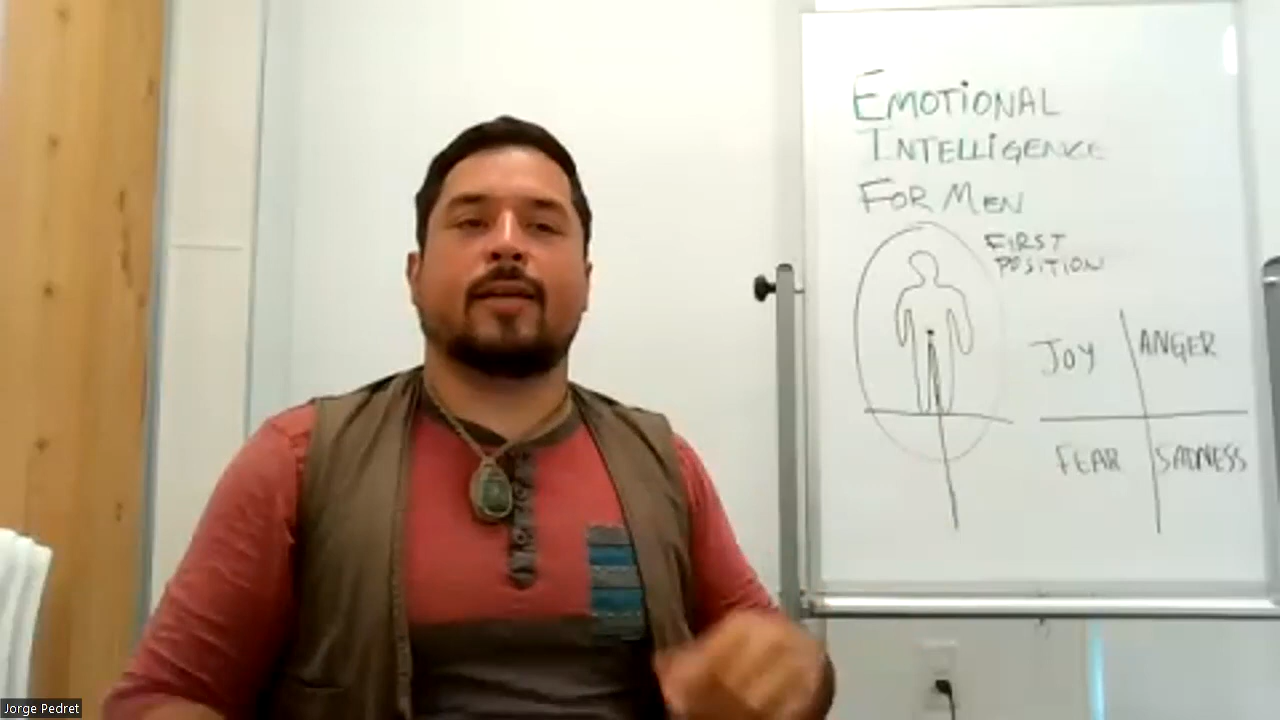 EMOTIONAL
INTELLIGENCE
FOR MEN
FIRST
POSITION
JOY
ANGER
FEAR
SADNESS
Jorge Pedret